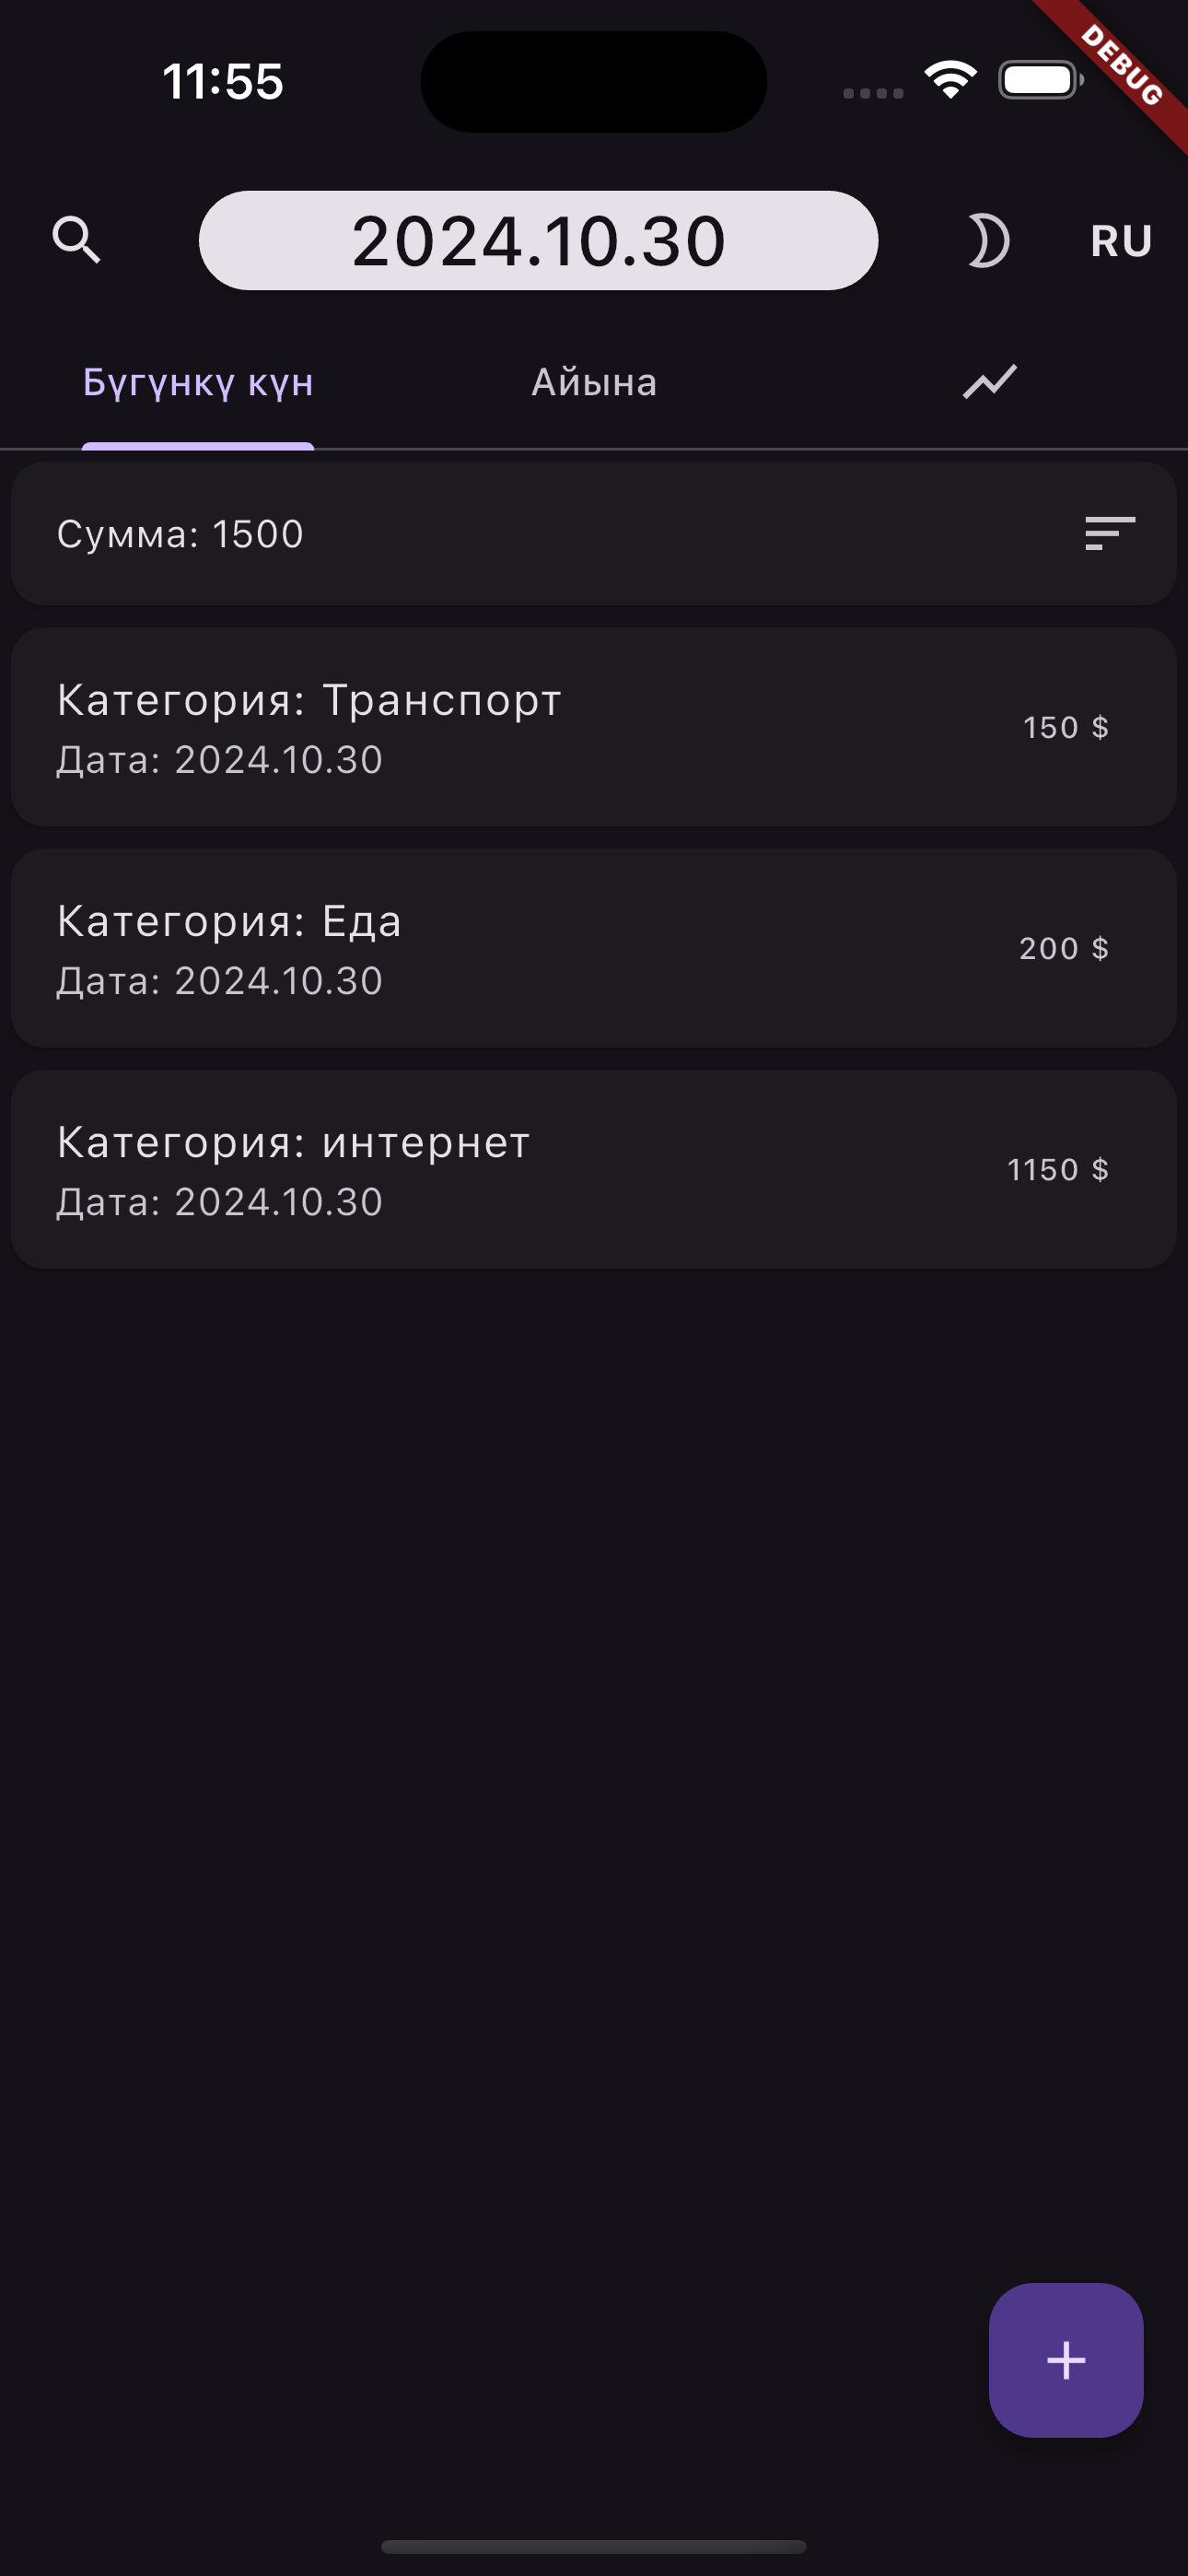 11:55
DEBUG
2024.10.30
RU
Бүгүнкү күн
Айына
Сумма: 1500
Категория: Транспорт
Дата: 2024.10.30
150 $
Категория: Еда
Дата: 2024.10.30
200 $
Категория: интернет
Дата: 2024.10.30
1150 $
+